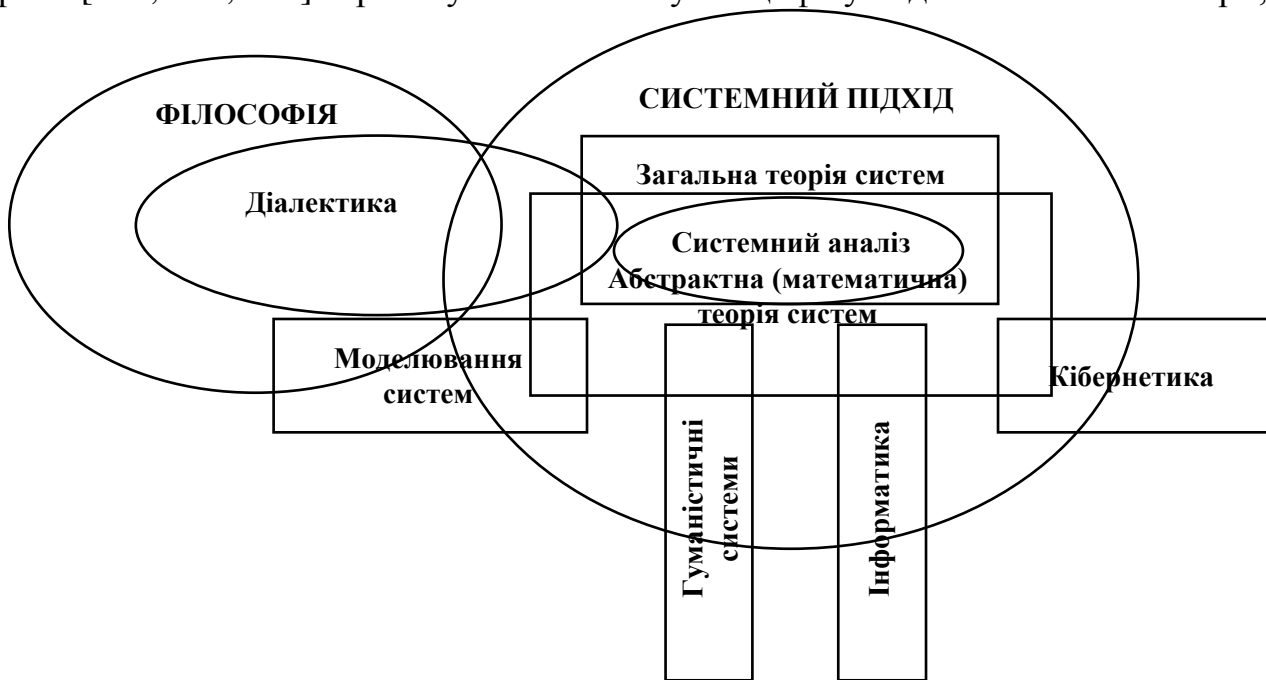 ФІЛОСОФІЯ
СИСТЕМНИЙ ПІДХІД
Загальна теорія систем
Діалектика
Системний аналіз
Абстрактна (математична)
теорія систем
Моделювання
систем
Кібернетика
Гуманістичні
системи
Інформатика